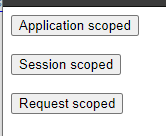 Application scoped
Session scoped
Request scoped